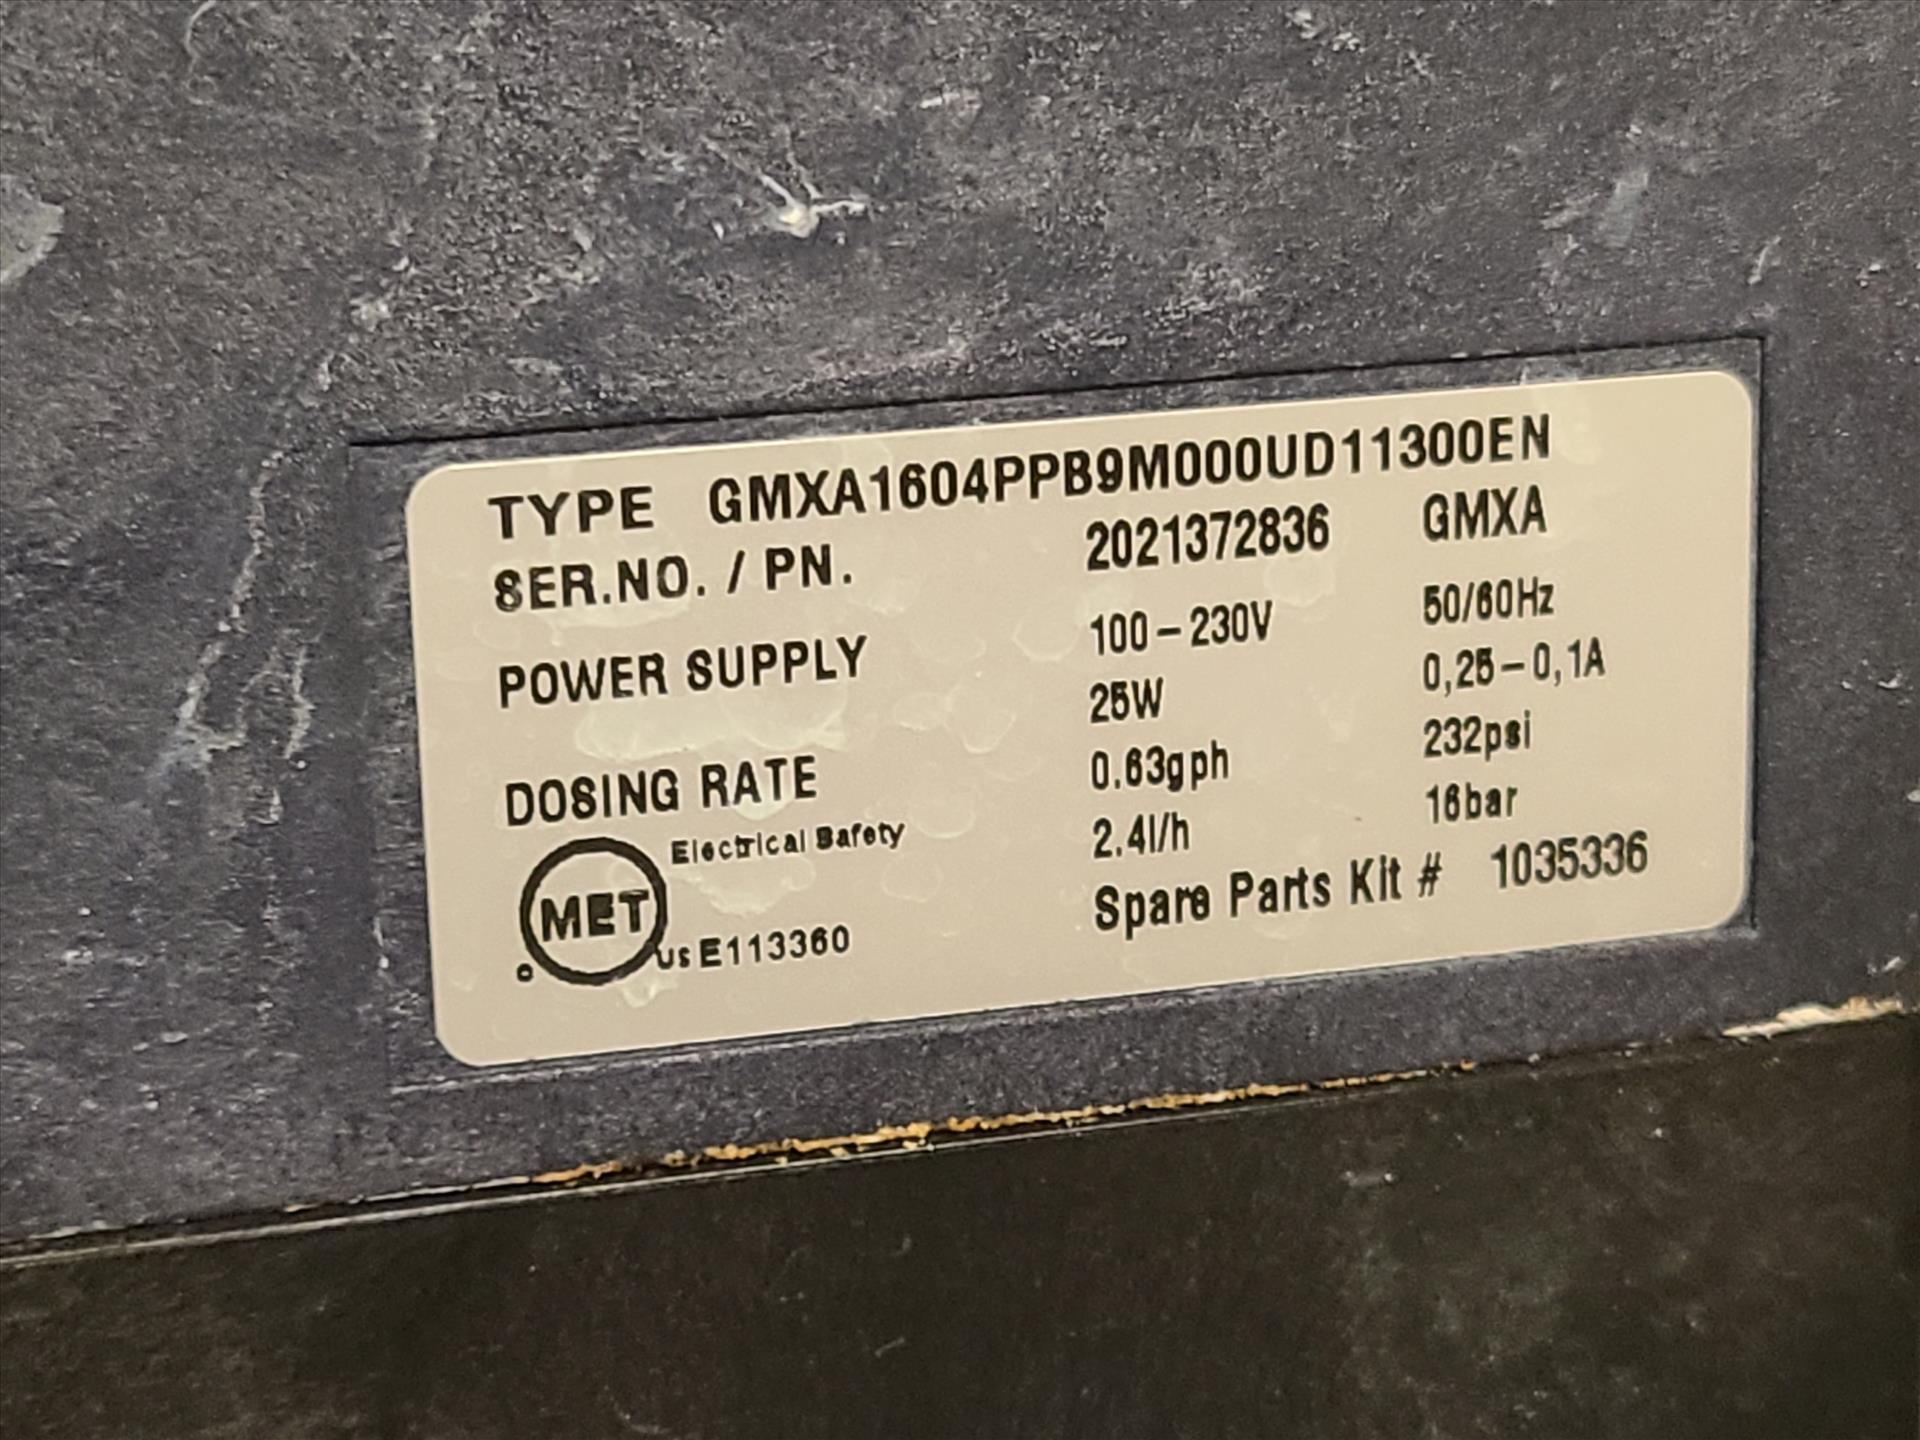 TYPE GMXA1604PPB9M000UD11300EN
SER.NO. / PN. 2021372836 GMXA
POWER SUPPLY 100-230V 50/60Hz
25W 0,25-0,1A
DOSING RATE 0.63gph 232psi
2.4l/h 16bar
Electrical Safety
Spare Parts Kit # 1035336
MET
c us E113360